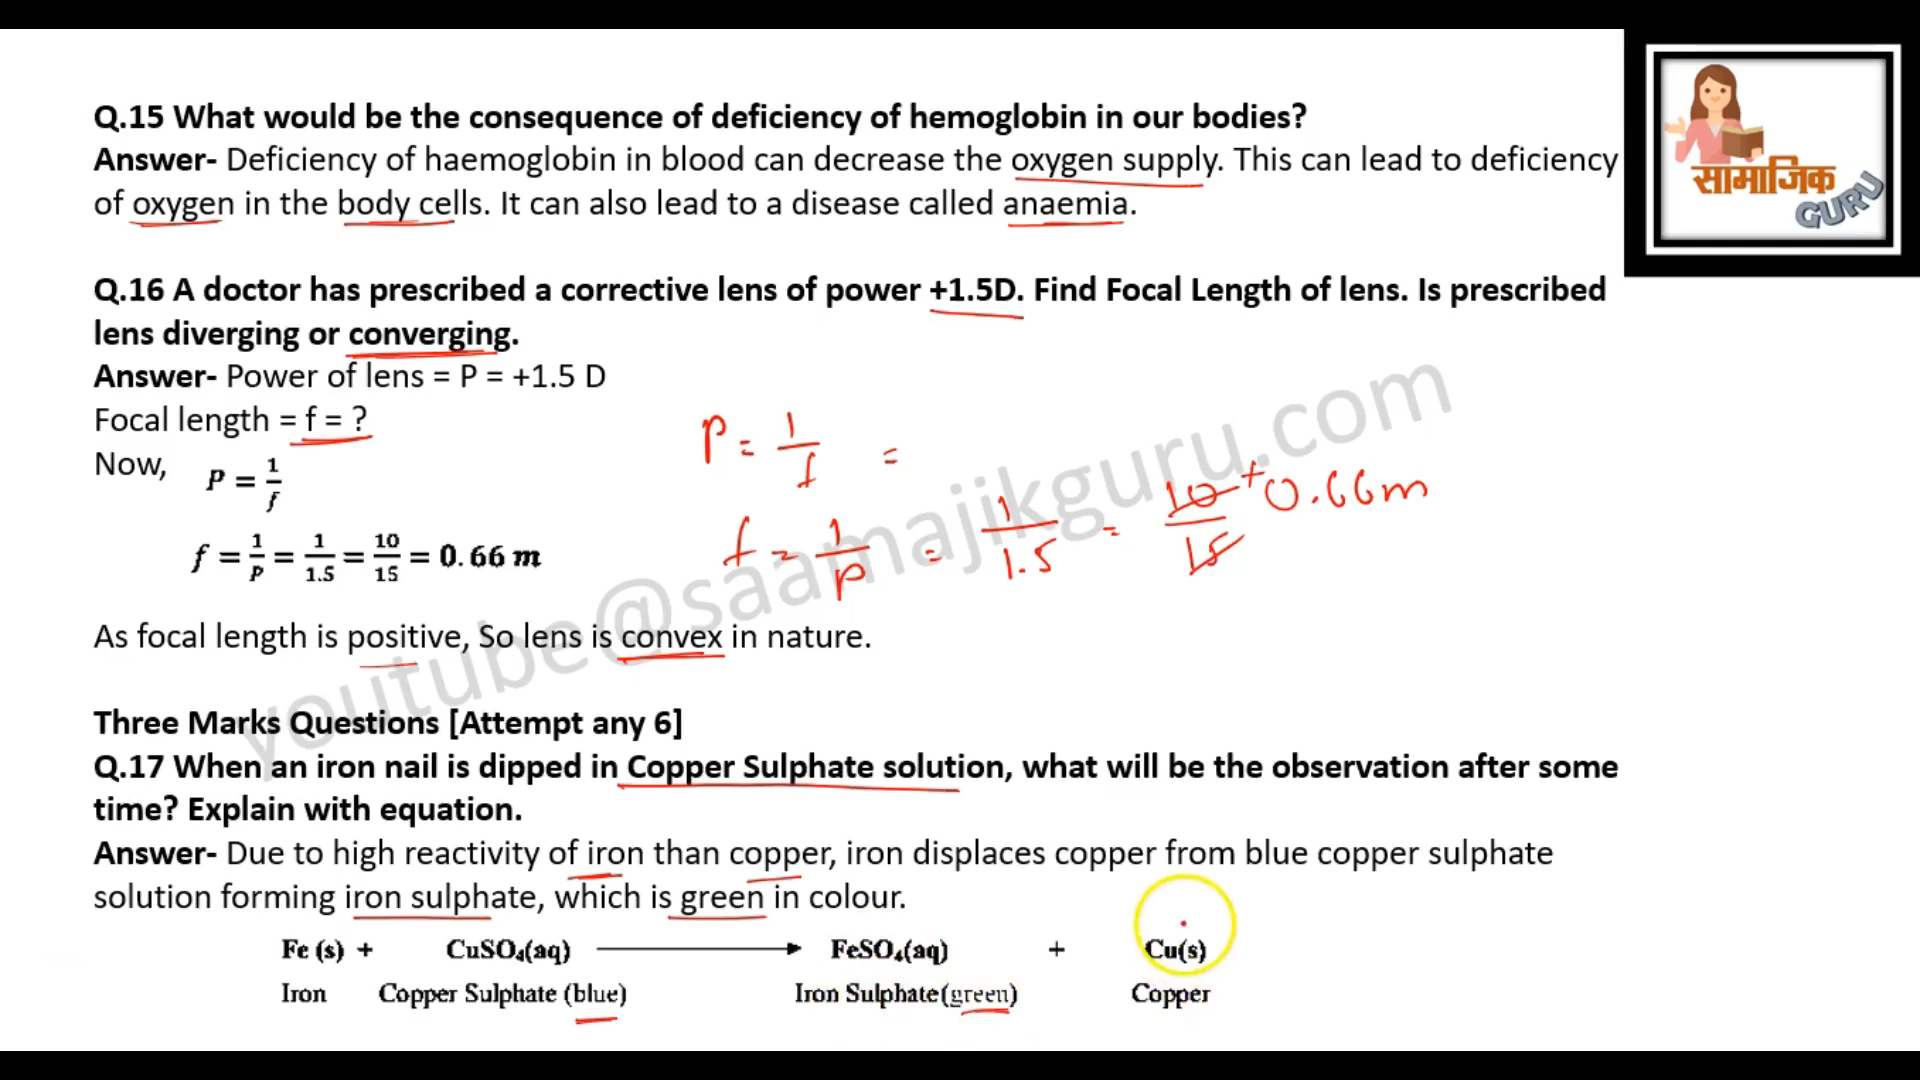 Q.15 What would be the consequence of deficiency of hemoglobin in our bodies?
Answer- Deficiency of haemoglobin in blood can decrease the oxygen supply. This can lead to deficiency
of oxygen in the body cells. It can also lead to a disease called anaemia.
सामाजिक
GURU
Q.16 A doctor has prescribed a corrective lens of power +1.5D. Find Focal Length of lens. Is prescribed
lens diverging or converging.
Answer- Power of lens = P = +1.5 D
Focal length = f = ?
Now, P = 1/f
f = 1/P = 1/1.5 = 10/15 = 0.66 m
P = 1/f =
f = 1/P = 1/1.5 = 10/15 +0.66m
As focal length is positive, So lens is convex in nature.
youtube@saamajikguru.com
Three Marks Questions [Attempt any 6]
Q.17 When an iron nail is dipped in Copper Sulphate solution, what will be the observation after some
time? Explain with equation.
Answer- Due to high reactivity of iron than copper, iron displaces copper from blue copper sulphate
solution forming iron sulphate, which is green in colour.
Fe (s) + CuSO₄(aq) ⟶ FeSO₄(aq) + Cu(s)
Iron Copper Sulphate (blue) Iron Sulphate(green) Copper